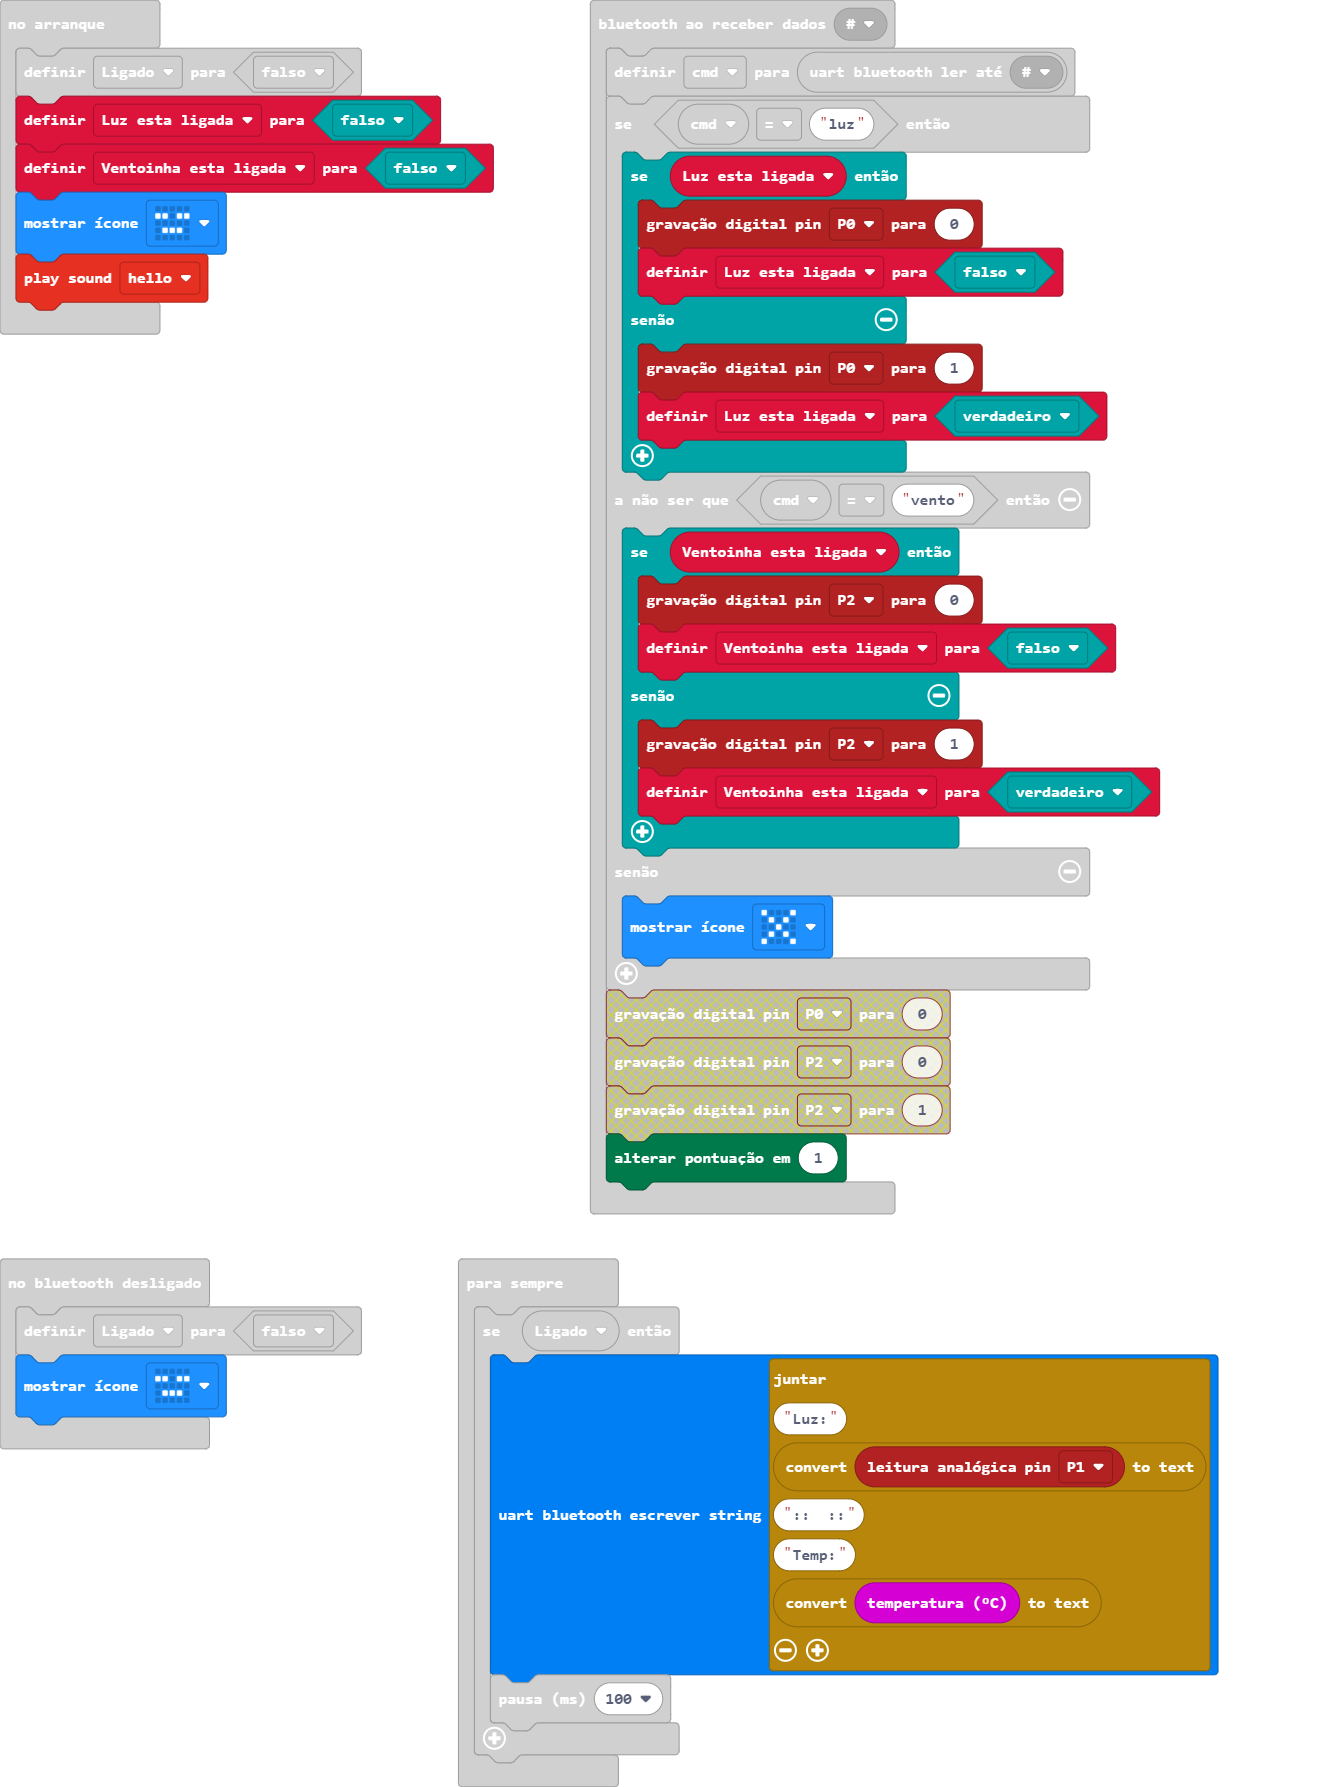 no arranque
definir Ligado para falso
definir Luz esta ligada para falso
definir Ventoinha esta ligada para falso
mostrar ícone
play sound hello
bluetooth ao receber dados #
definir cmd para uart bluetooth ler até #
se cmd = "luz" então
se Luz esta ligada então
gravação digital pin P0 para 0
definir Luz esta ligada para falso
senão
gravação digital pin P0 para 1
definir Luz esta ligada para verdadeiro
a não ser que cmd = "vento" então
se Ventoinha esta ligada então
gravação digital pin P2 para 0
definir Ventoinha esta ligada para falso
senão
gravação digital pin P2 para 1
definir Ventoinha esta ligada para verdadeiro
senão
mostrar ícone
gravação digital pin P0 para 0
gravação digital pin P2 para 0
gravação digital pin P2 para 1
alterar pontuação em 1
no bluetooth desligado
definir Ligado para falso
mostrar ícone
para sempre
se Ligado então
uart bluetooth escrever string
juntar
"Luz:"
convert leitura analógica pin P1 to text
"::  ::"
"Temp:"
convert temperatura (ºC) to text
pausa (ms) 100